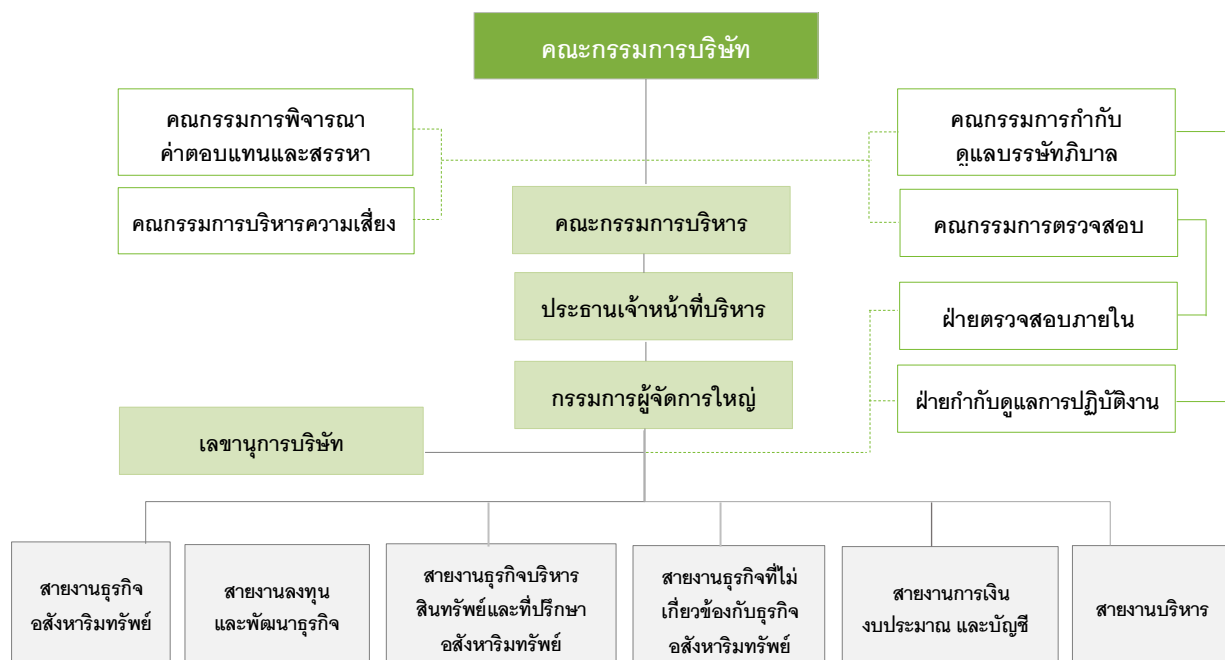 คณะกรรมการบริษัท
คณกรรมการพิจารณา
ค่าตอบแทนและสรรหา
คณกรรมการกำกับ
ดูแลบรรษัทภิบาล
คณกรรมการบริหารความเสี่ยง
คณะกรรมการบริหาร
คณกรรมการตรวจสอบ
ประธานเจ้าหน้าที่บริหาร
ฝ่ายตรวจสอบภายใน
กรรมการผู้จัดการใหญ่
ฝ่ายกำกับดูแลการปฏิบัติงาน
เลขานุการบริษัท
สายงานธุรกิจ
อสังหาริมทรัพย์
สายงานลงทุน
และพัฒนาธุรกิจ
สายงานธุรกิจบริหาร
สินทรัพย์และที่ปรึกษา
อสังหาริมทรัพย์
สายงานธุรกิจที่ไม่
เกี่ยวข้องกับธุรกิจ
อสังหาริมทรัพย์
สายงานการเงิน
งบประมาณ และบัญชี
สายงานบริหาร